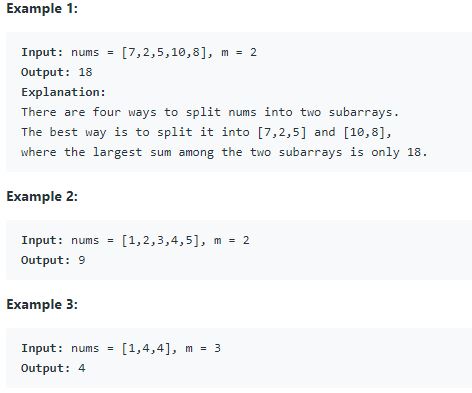 Example 1:
Input: nums = [7,2,5,10,8], m = 2
Output: 18
Explanation:
There are four ways to split nums into two subarrays.
The best way is to split it into [7,2,5] and [10,8],
where the largest sum among the two subarrays is only 18.
Example 2:
Input: nums = [1,2,3,4,5], m = 2
Output: 9
Example 3:
Input: nums = [1,4,4], m = 3
Output: 4